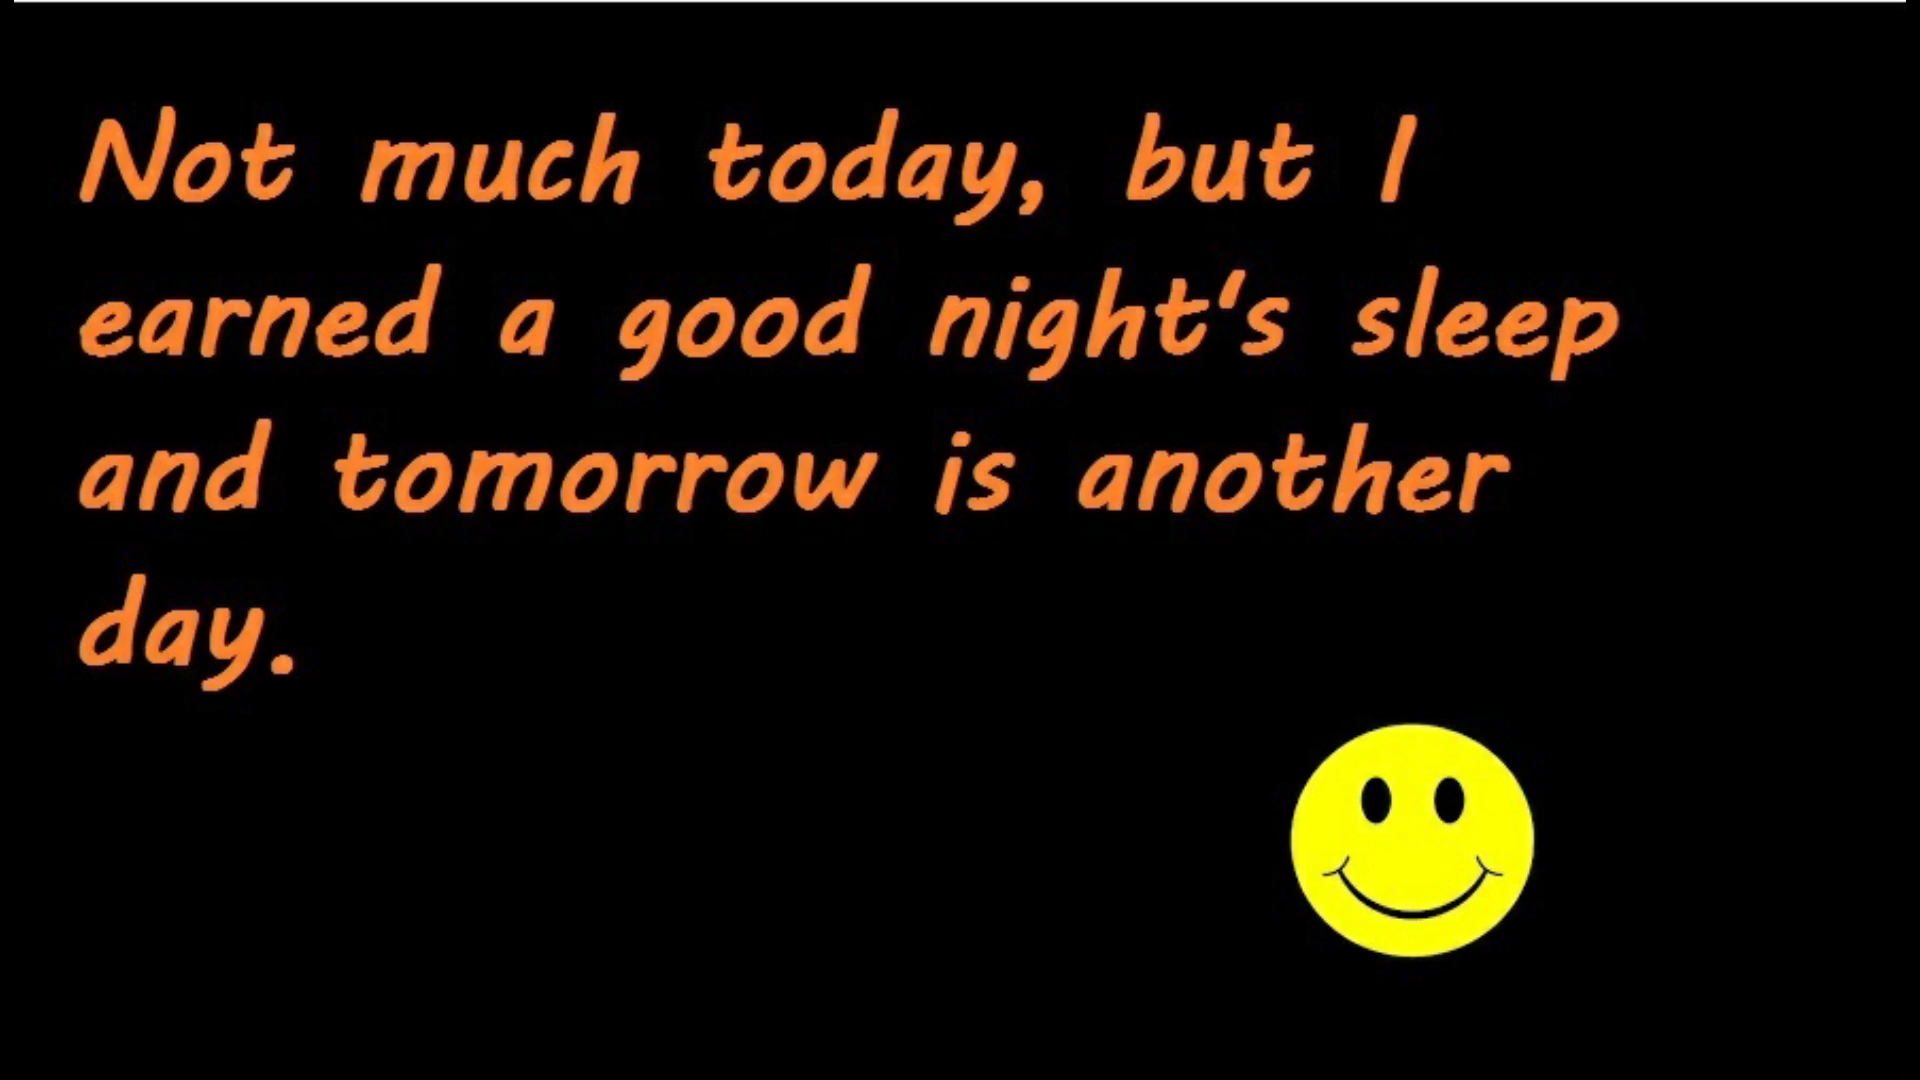 Not much today, but I
earned a good night's sleep
and tomorrow is another
day.